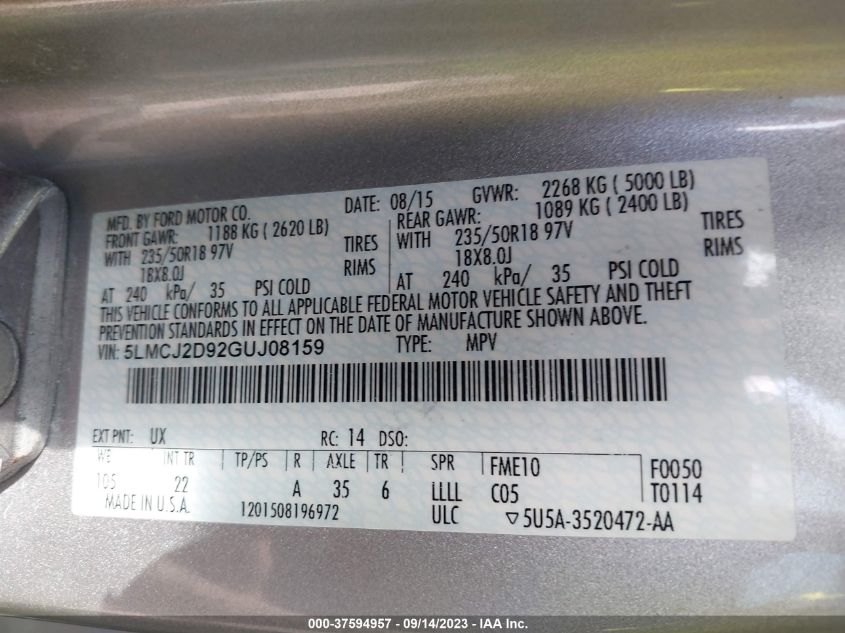 MFD. BY FORD MOTOR CO. DATE: 08/15 GVWR: 2268 KG ( 5000 LB)
FRONT GAWR: 1188 KG ( 2620 LB) REAR GAWR: 1089 KG ( 2400 LB)
WITH 235/50R18 97V TIRES WITH 235/50R18 97V TIRES
18X8.0J RIMS 18X8.0J RIMS
AT 240 kPa/ 35 PSI COLD AT 240 kPa/ 35 PSI COLD
THIS VEHICLE CONFORMS TO ALL APPLICABLE FEDERAL MOTOR VEHICLE SAFETY AND THEFT
PREVENTION STANDARDS IN EFFECT ON THE DATE OF MANUFACTURE SHOWN ABOVE.
VIN: 5LMCJ2D92GUJ08159 TYPE: MPV
EXT PNT: UX RC: 14 DSO:
WB INT TR TP/PS R AXLE TR SPR FME10 F0050
105 22 A 35 6 LLLL C05 T0114
MADE IN U.S.A. 1201508196972 ULC ▽5U5A-3520472-AA
000-37594957 - 09/14/2023 - IAA Inc.